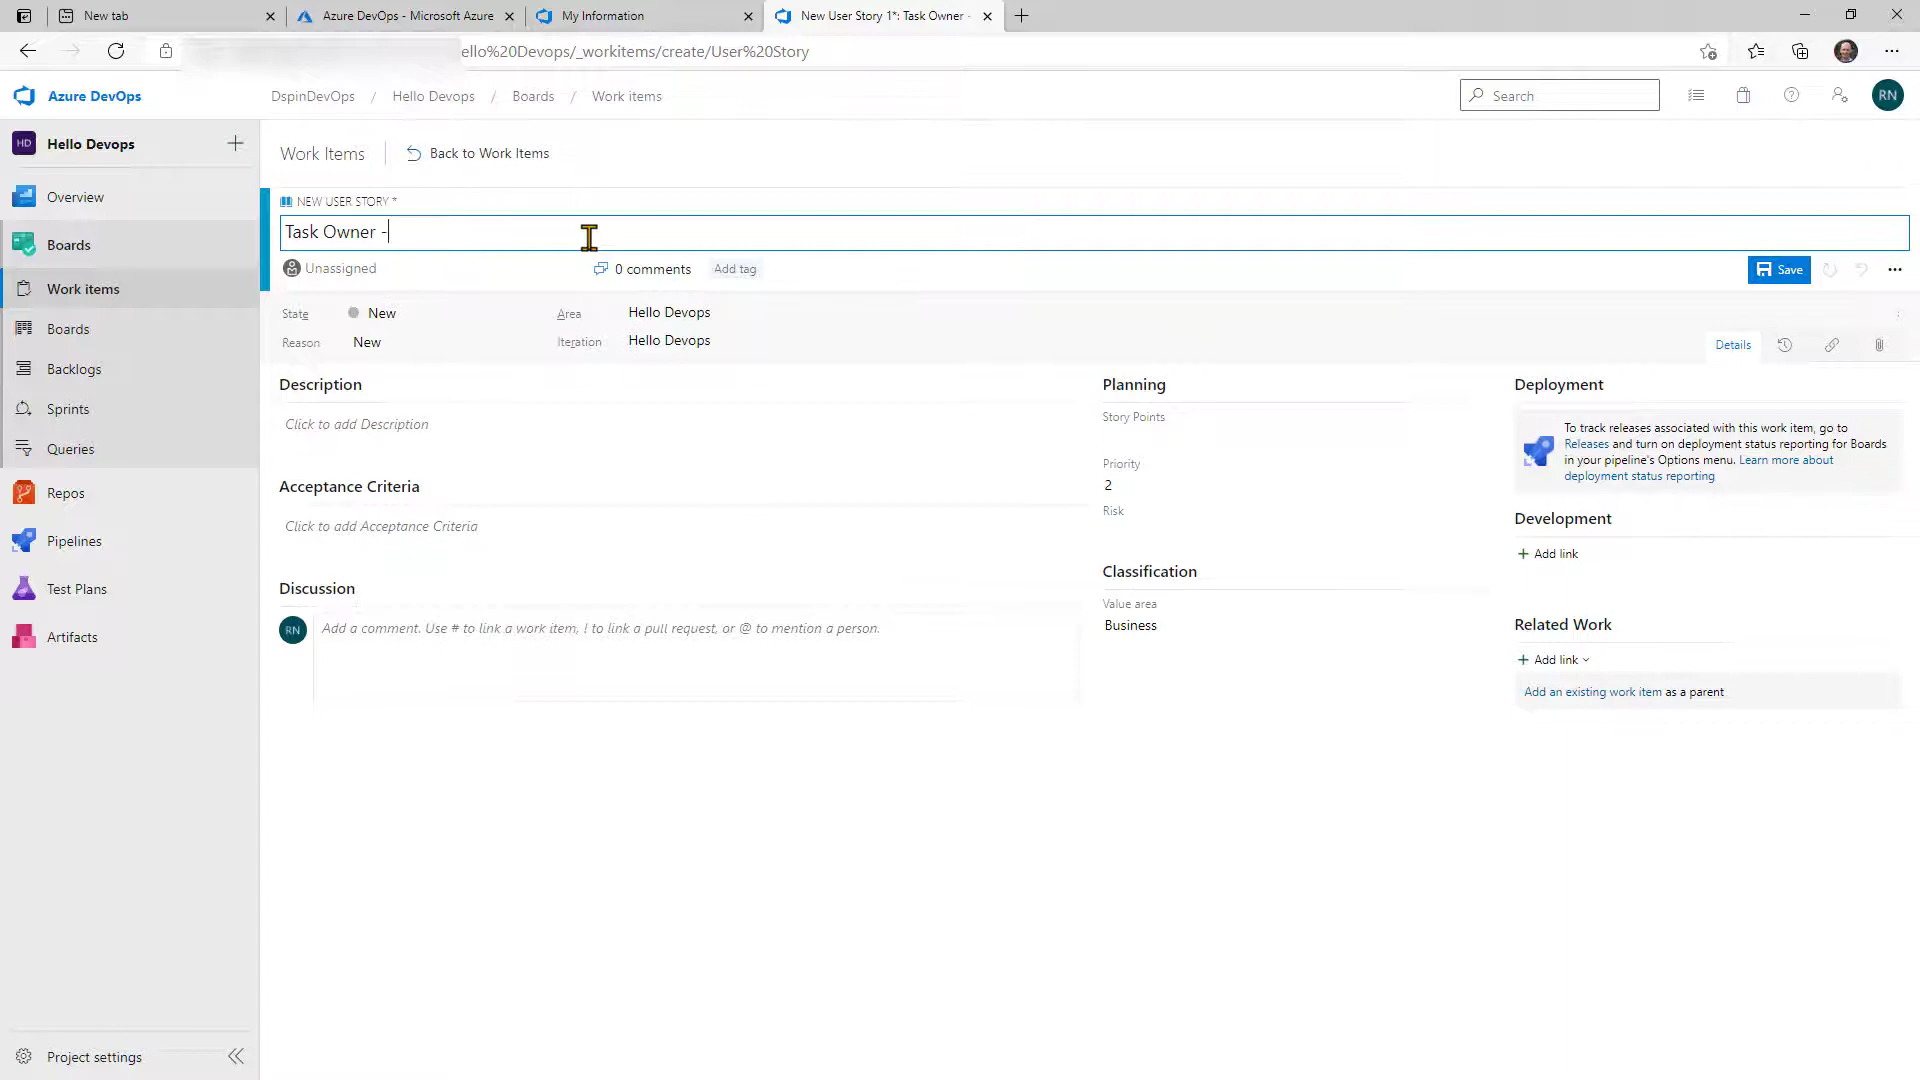 New tab
Azure DevOps - Microsoft Azure
My Information
New User Story 1*: Task Owner -
ello%20Devops/_workitems/create/User%20Story
Azure DevOps
DspinDevOps / Hello Devops / Boards / Work items
Search
RN
HD
Hello Devops
Work Items
Back to Work Items
Overview
NEW USER STORY *
Task Owner -
Boards
Unassigned
0 comments
Add tag
Save
Work items
State
New
Area
Hello Devops
Boards
Reason
New
Iteration
Hello Devops
Details
Backlogs
Description
Planning
Deployment
Sprints
Click to add Description
Story Points
To track releases associated with this work item, go to
Releases and turn on deployment status reporting for Boards
in your pipeline's Options menu. Learn more about
deployment status reporting
Queries
Priority
2
Acceptance Criteria
Repos
Risk
Click to add Acceptance Criteria
Development
Pipelines
Add link
Classification
Discussion
Test Plans
Value area
Business
RN
Add a comment. Use # to link a work item, ! to link a pull request, or @ to mention a person.
Related Work
Artifacts
Add link
Add an existing work item as a parent
Project settings